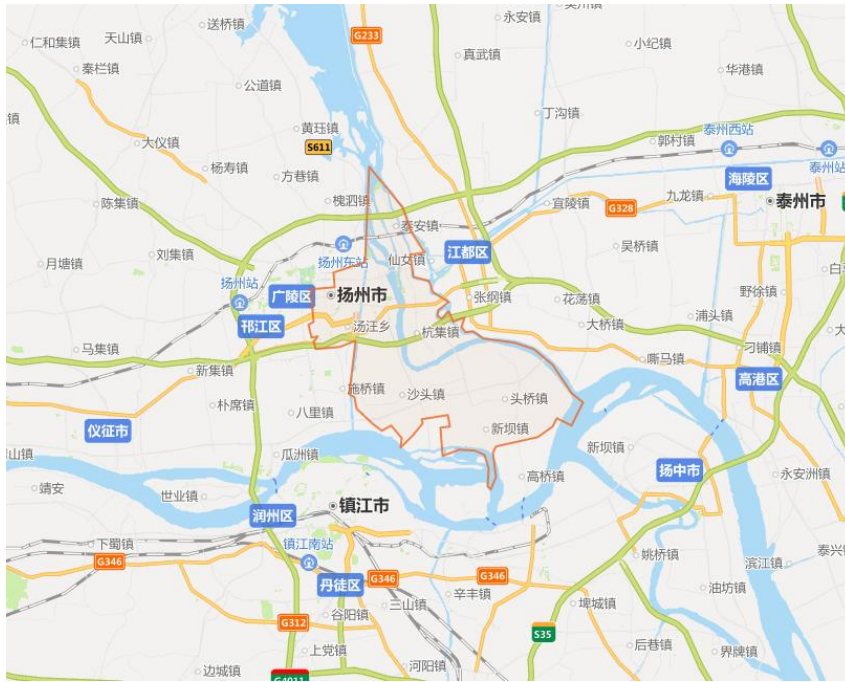 送桥镇
永安镇
仁和集镇
天山镇
G233
小纪镇
真武镇
秦栏镇
华港镇
公道镇
丁沟镇
镇
黄珏镇
大仪镇
S611
郭村镇
泰州西站
杨寿镇
方巷镇
泰州站
海陵区
陈集镇
槐泗镇
宜陵镇
G328
九龙镇
泰州市
泰安镇
月塘镇
刘集镇
扬州东站
仙女镇
江都区
吴桥镇
扬州站
广陵区
扬州市
张纲镇
花荡镇
野徐镇
白
邗江区
汤汪乡
杭集镇
大桥镇
浦头镇
马集镇
新集镇
嘶马镇
刁铺镇
大
高港区
朴席镇
八里镇
施桥镇
沙头镇
头桥镇
仪征市
新坝镇
瓜洲镇
新坝镇
靖安
世业镇
高桥镇
扬中市
永安洲镇
润州区
镇江市
下蜀镇
镇江南站
姚桥镇
滨江镇
泰兴
G346
丹徒区
G346
G346
辛丰镇
油坊镇
G312
谷阳镇
三山镇
埤城镇
S35
上党镇
后巷镇
界牌镇
边城镇
河阳镇
G4011